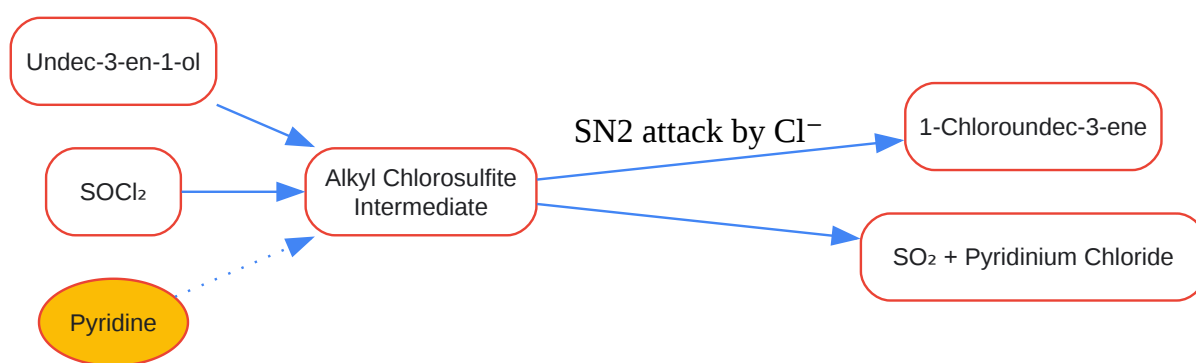 Undec-3-en-1-ol
SOCl₂
Pyridine
Alkyl Chlorosulfite
Intermediate
SN2 attack by Cl⁻
1-Chloroundec-3-ene
SO₂ + Pyridinium Chloride